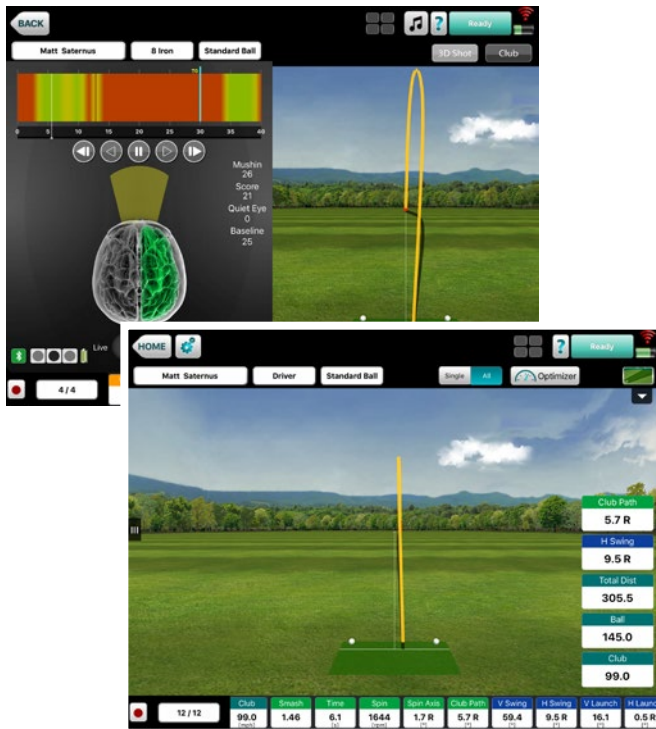 BACK
?
Ready
Matt Saternus
8 Iron
Standard Ball
3D Shot
Club
0 5 10 15 20 25 30 35 40
Mushin
26
Score
21
Quiet Eye
0
Baseline
25
Live
4/4
HOME
?
Ready
Matt Saternus
Driver
Standard Ball
Single
All
Optimizer
Club Path
5.7 R
H Swing
9.5 R
Total Dist
305.5
Ball
145.0
Club
99.0
12/12
Club Smash Time Spin Spin Axis Club Path V Swing H Swing V Launch H Launc
99.0 1.46 6.1 1644 1.7 R 5.7 R 59.4 9.5 R 16.1 0.5 R
[mph] [s] [rpm] [°] [°] [°] [°] [°] [°]